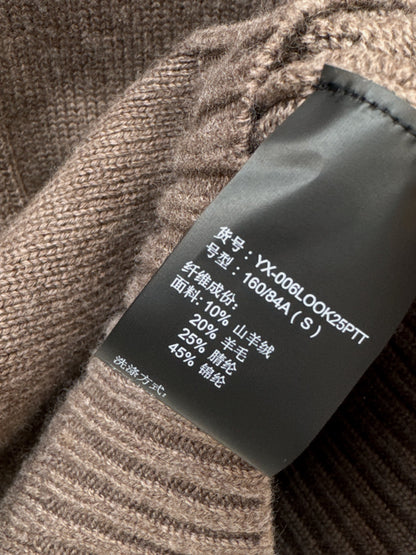 货号：YX-006LOOK25PTT
号型：160/84A（S）
纤维成份：
面料：10% 山羊绒
20% 羊毛
25% 腈纶
45% 锦纶
洗涤方式：